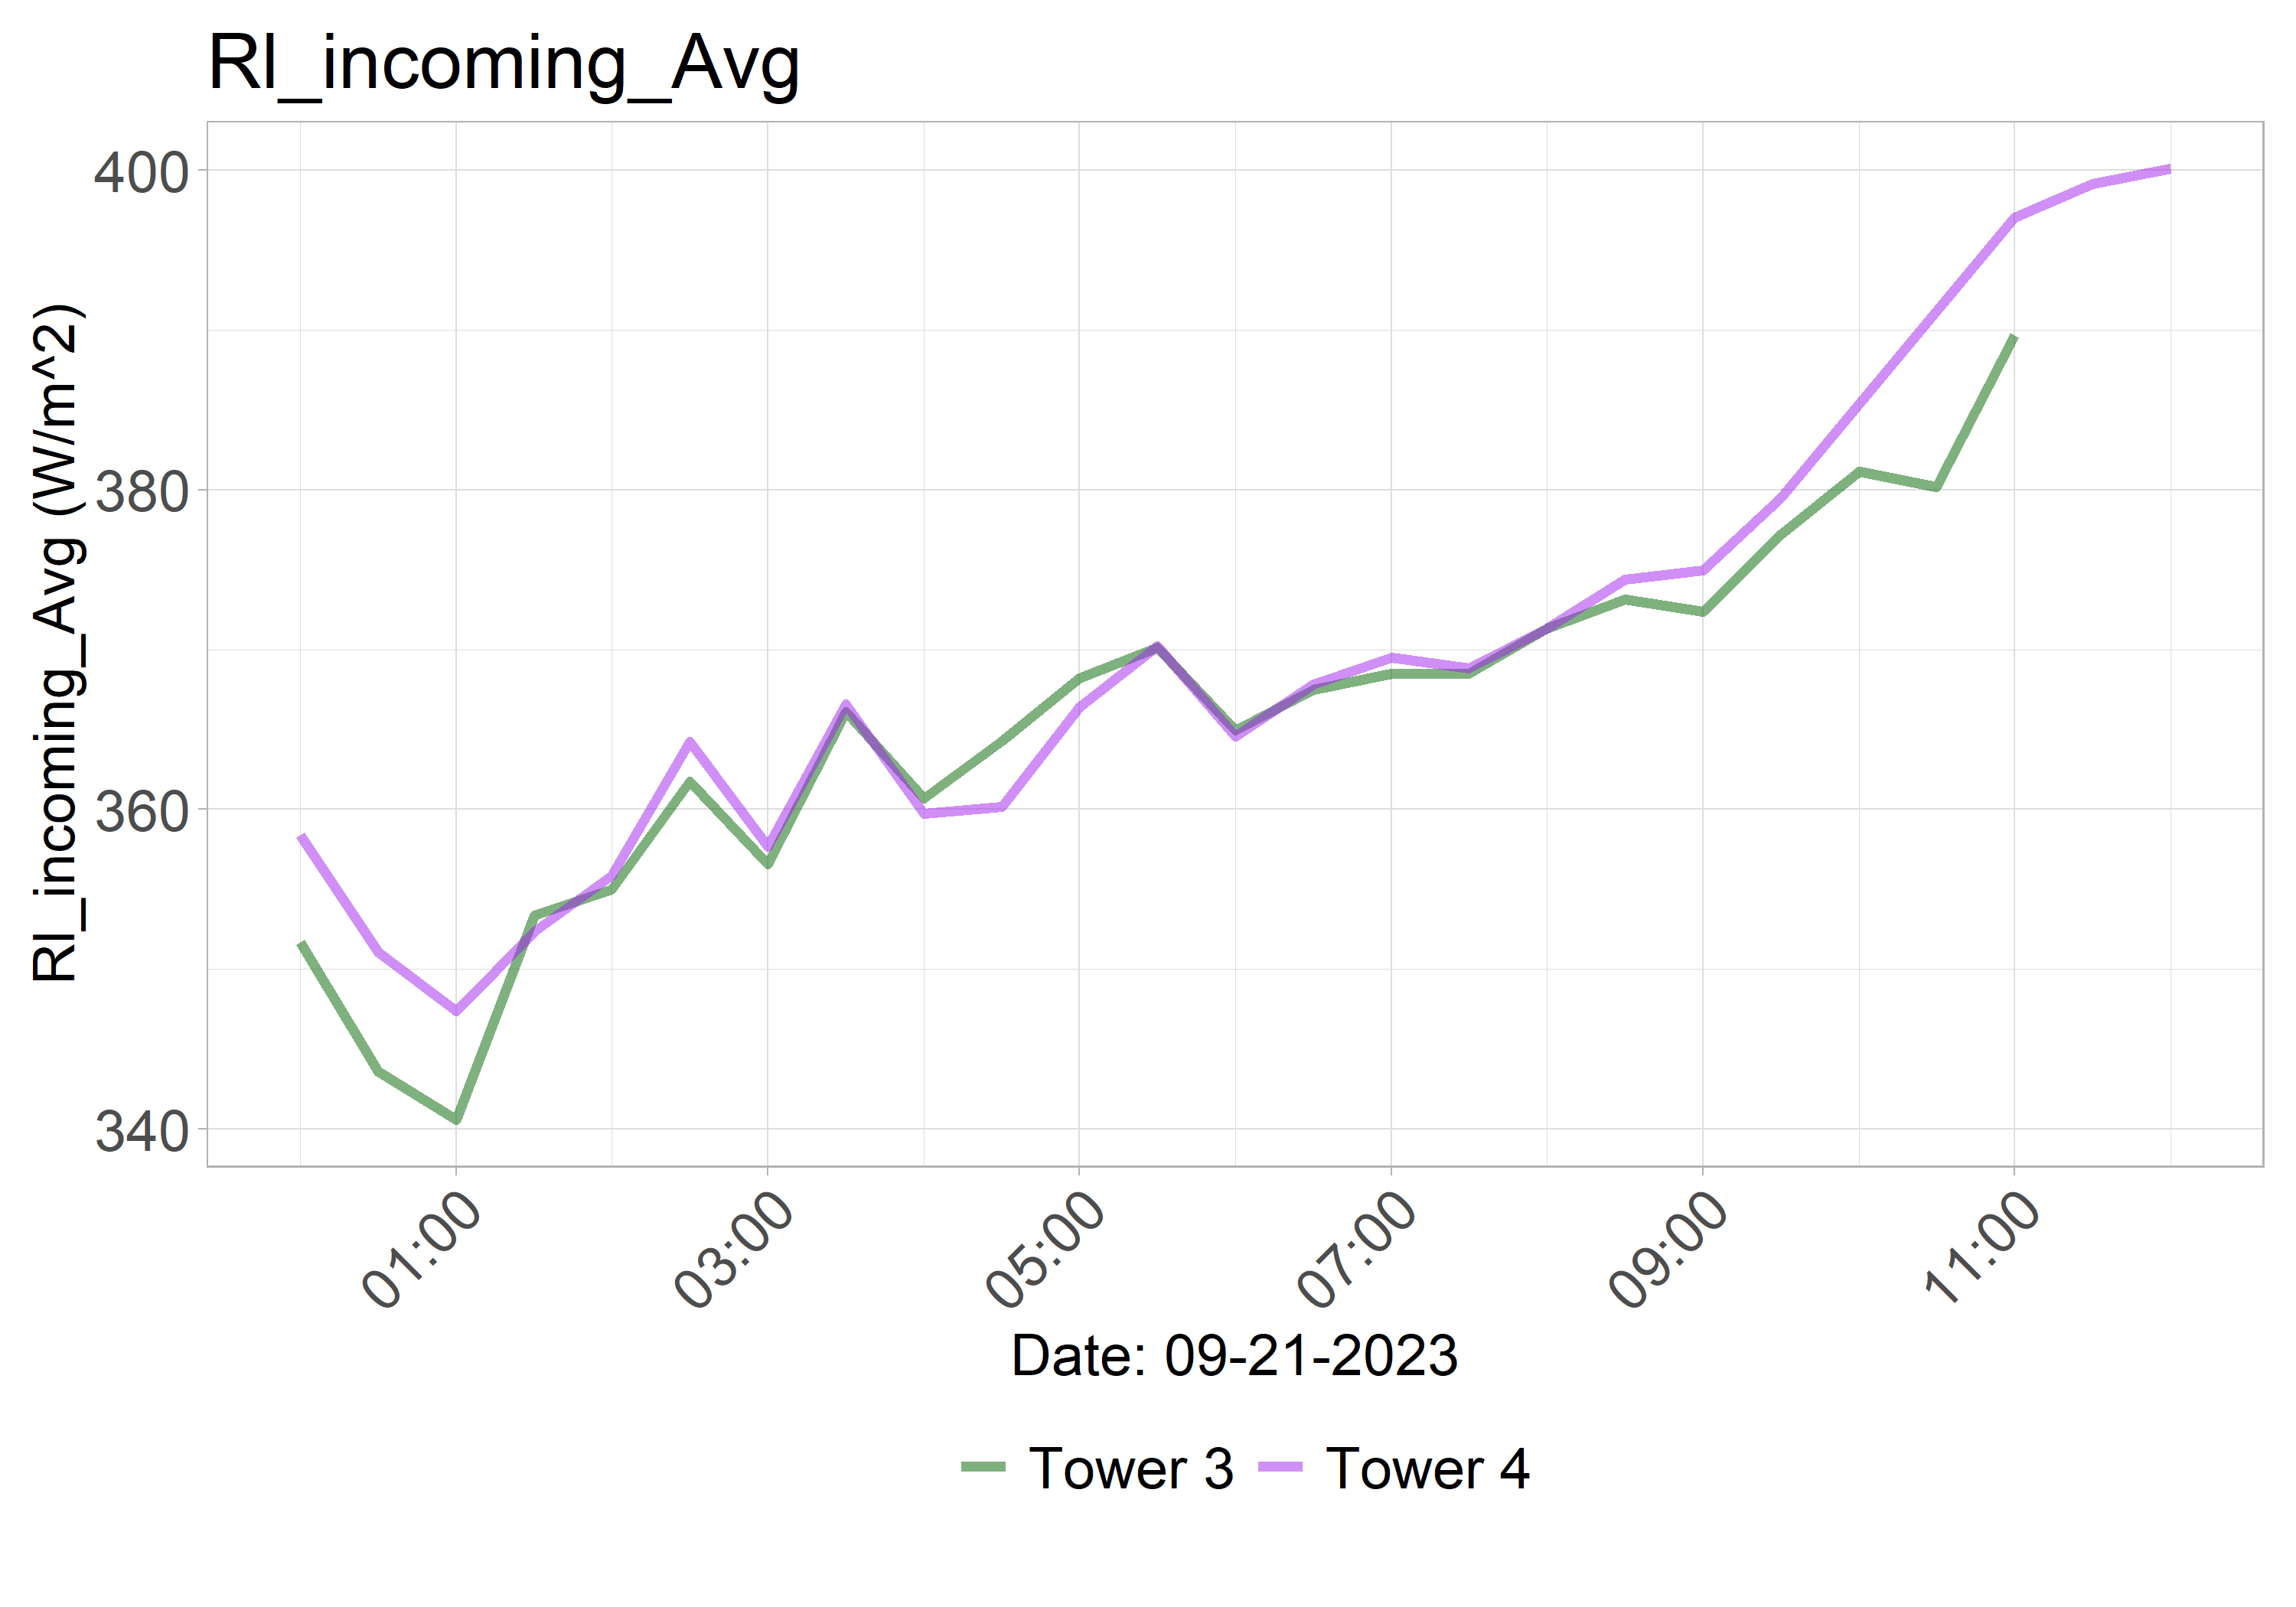 Rl_incoming_Avg
Rl_incoming_Avg (W/m^2)
400
380
360
340
01:00 03:00 05:00 07:00 09:00 11:00
Date: 09-21-2023
Tower 3 Tower 4